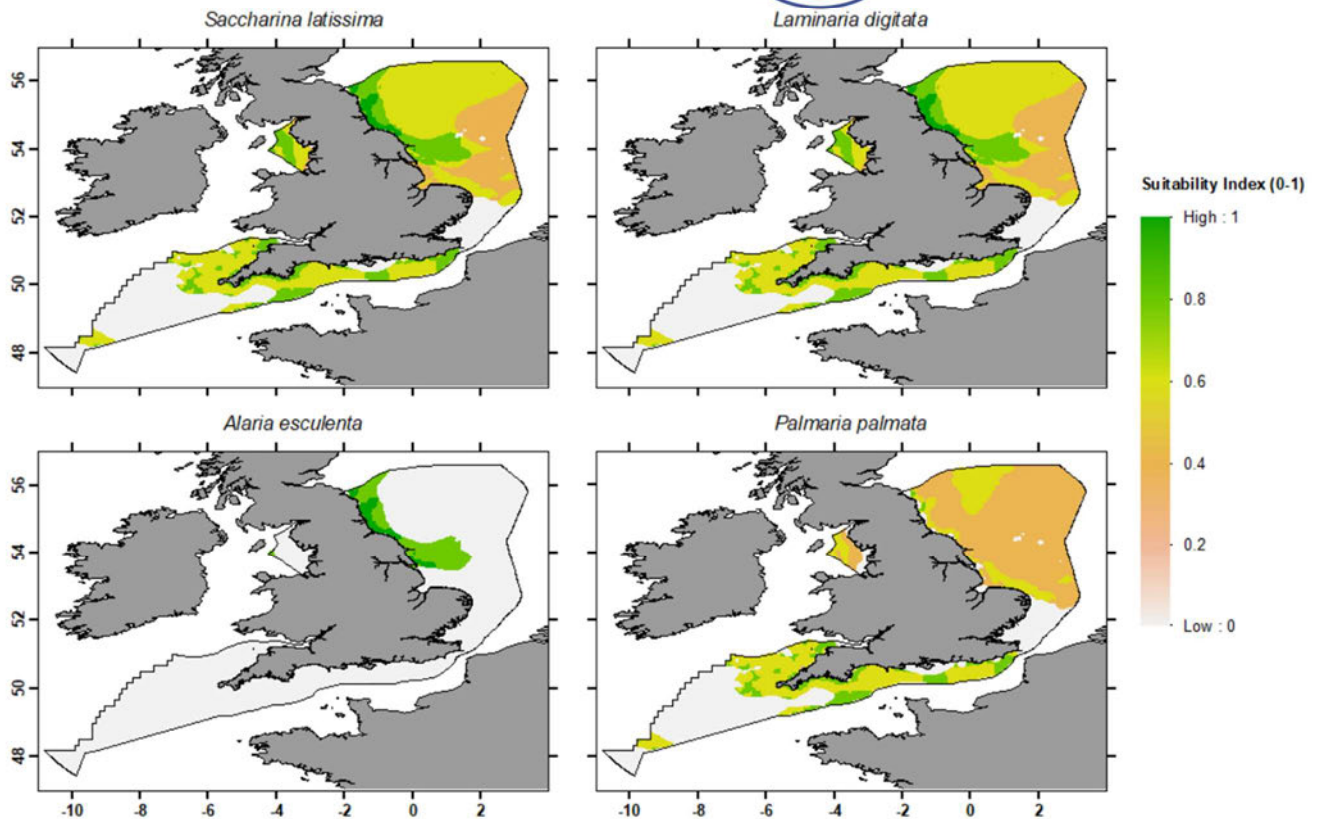 Saccharina latissima
Laminaria digitata
56
54
52
50
48
Suitability Index (0-1)
High : 1
0.8
0.6
0.4
0.2
Low : 0
Alaria esculenta
Palmaria palmata
56
54
52
50
48
-10 -8 -6 -4 -2 0 2
-10 -8 -6 -4 -2 0 2